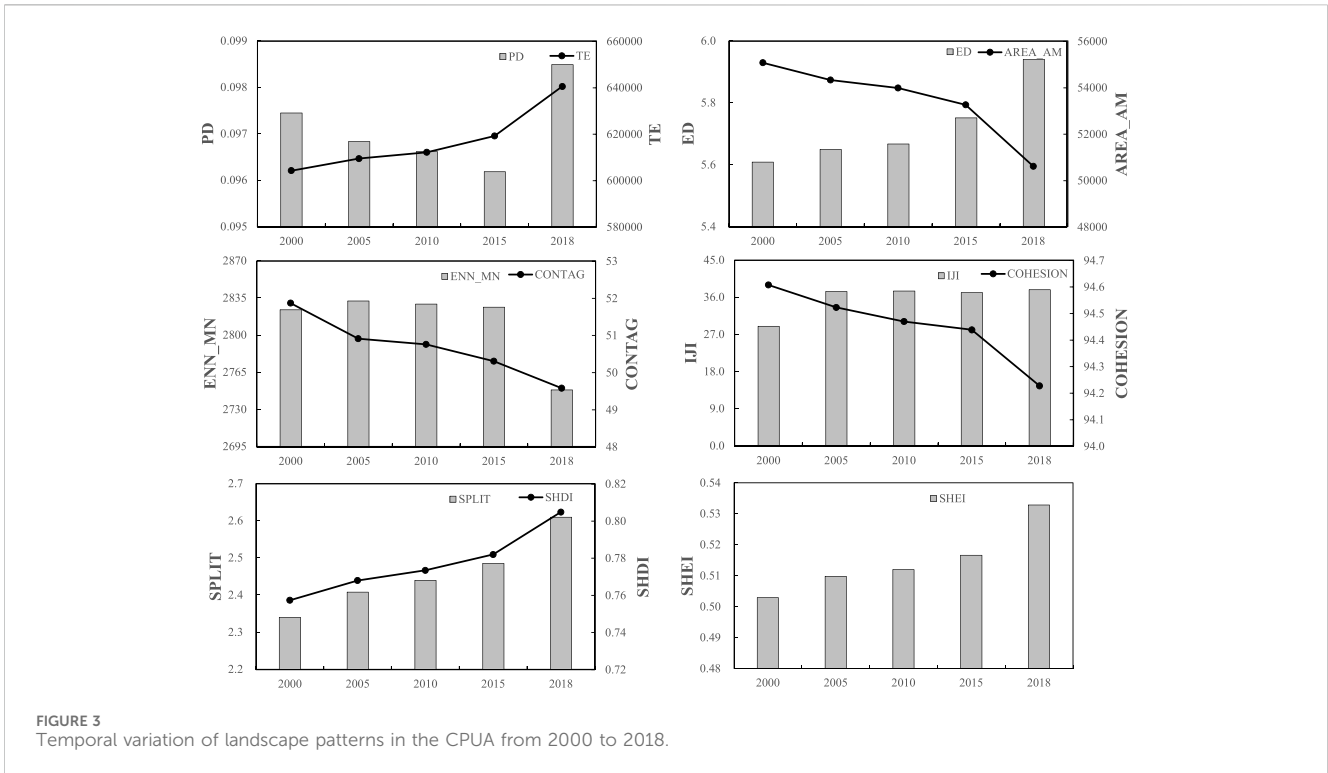 0.099
0.098
0.097
0.096
0.095
PD
PD
TE
660000
640000
620000
600000
580000
TE
2000 2005 2010 2015 2018
6.0
5.8
5.6
5.4
ED
ED
AREA_AM
56000
54000
52000
50000
48000
AREA_AM
2000 2005 2010 2015 2018
2870
2835
2800
2765
2730
2695
ENN_MN
ENN_MN
CONTAG
53
52
51
50
49
48
CONTAG
2000 2005 2010 2015 2018
45.0
36.0
27.0
18.0
9.0
0.0
IJI
IJI
COHESION
94.7
94.6
94.5
94.4
94.3
94.2
94.1
94.0
COHESION
2000 2005 2010 2015 2018
2.7
2.6
2.5
2.4
2.3
2.2
SPLIT
SPLIT
SHDI
0.82
0.80
0.78
0.76
0.74
0.72
SHDI
2000 2005 2010 2015 2018
0.54
0.53
0.52
0.51
0.50
0.49
0.48
SHEI
SHEI
2000 2005 2010 2015 2018
FIGURE 3
Temporal variation of landscape patterns in the CPUA from 2000 to 2018.